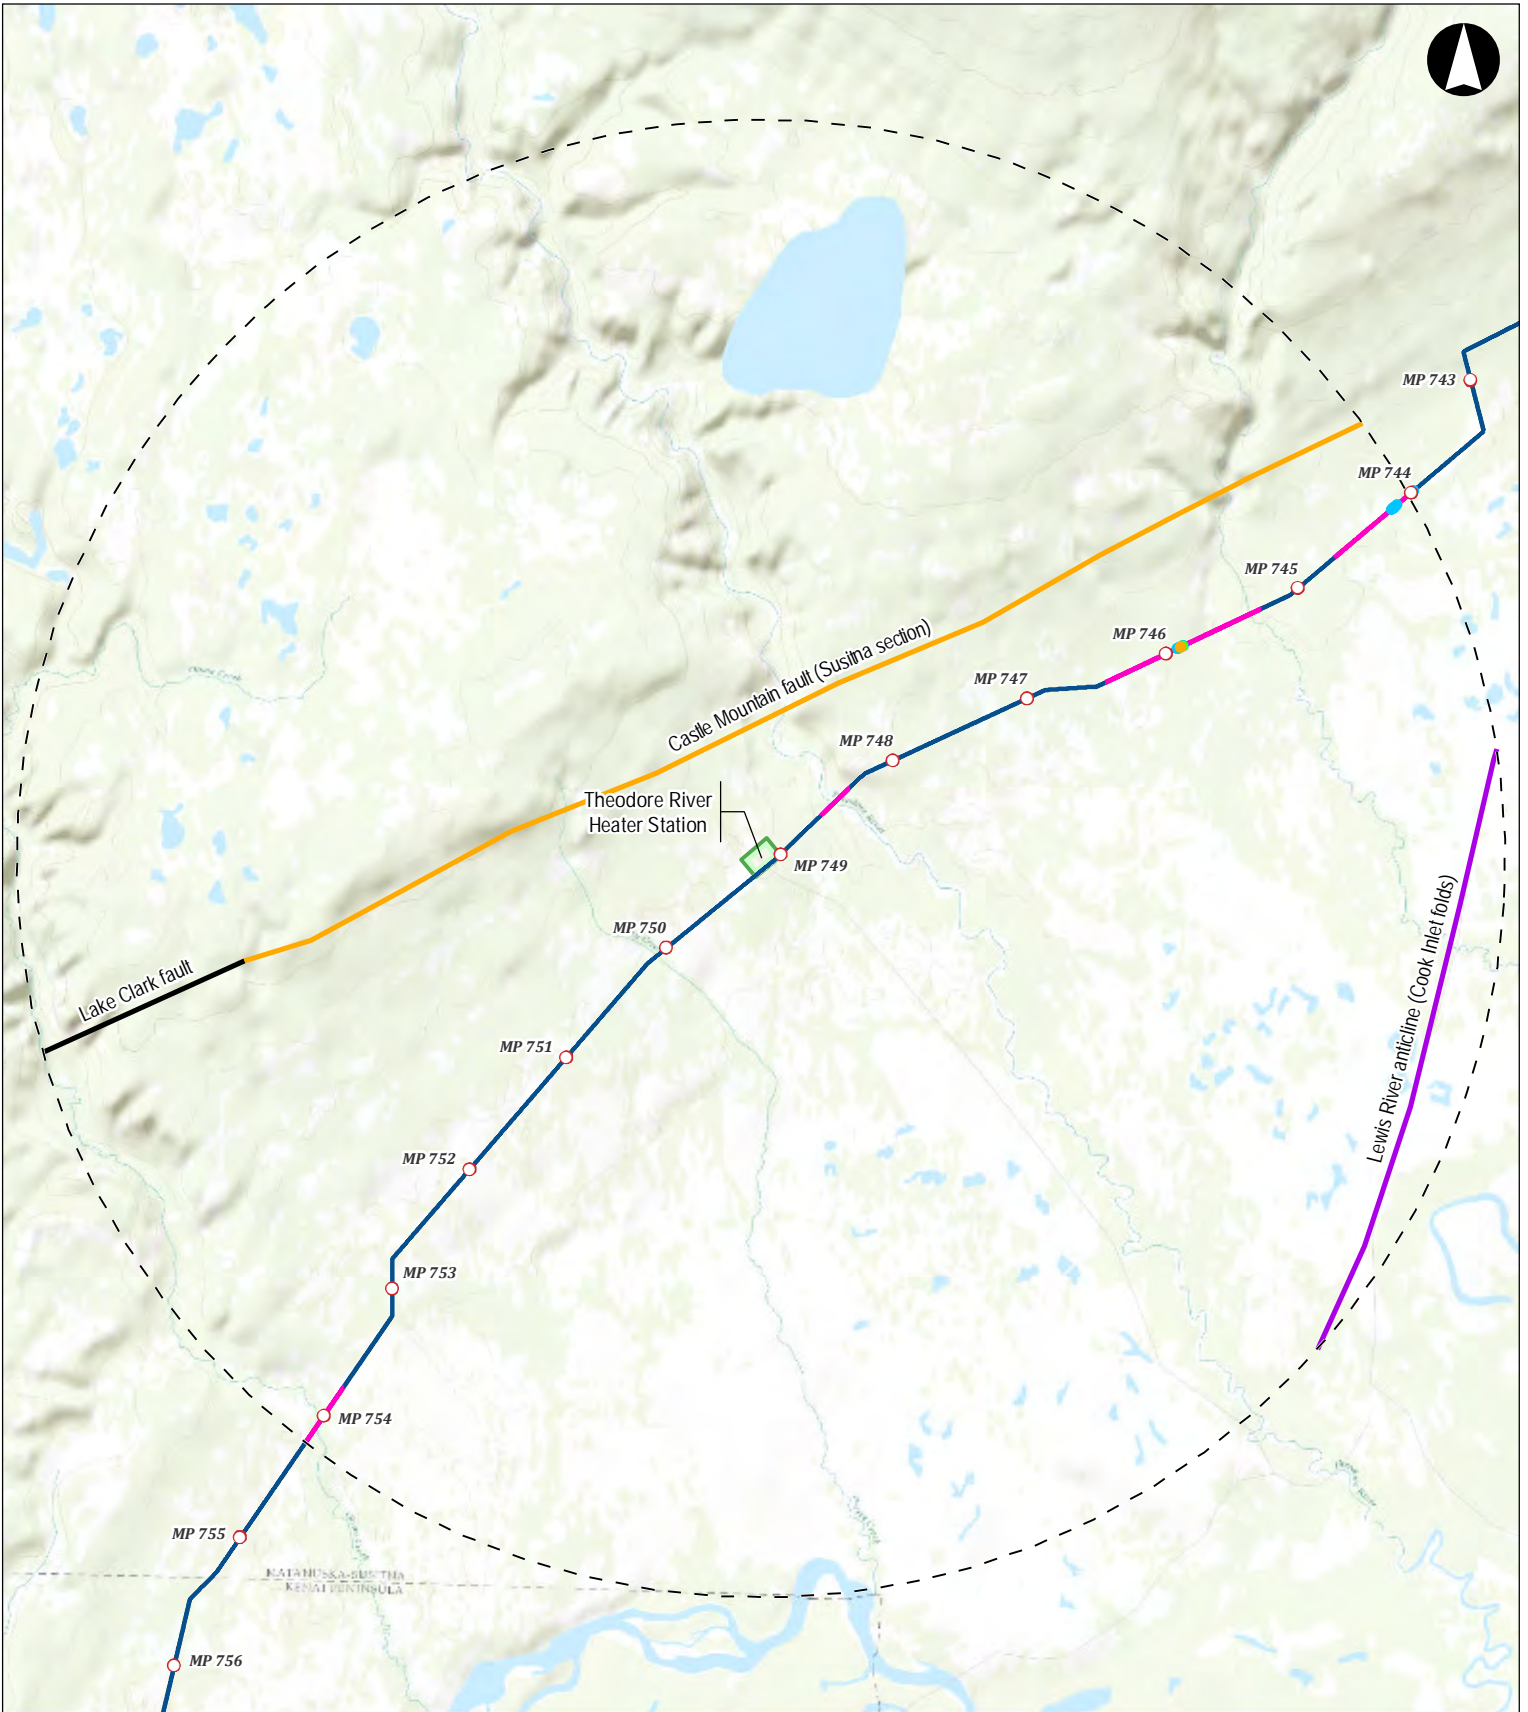 MP 743
MP 744
MP 745
MP 746
MP 747
Castle Mountain fault (Susitna section)
MP 748
Theodore River
Heater Station
MP 749
MP 750
Lewis River anticline (Cook Inlet folds)
Lake Clark fault
MP 751
MP 752
MP 753
MP 754
MP 755
MATANUSKA-SUSITNA
KENAI PENINSULA
MP 756